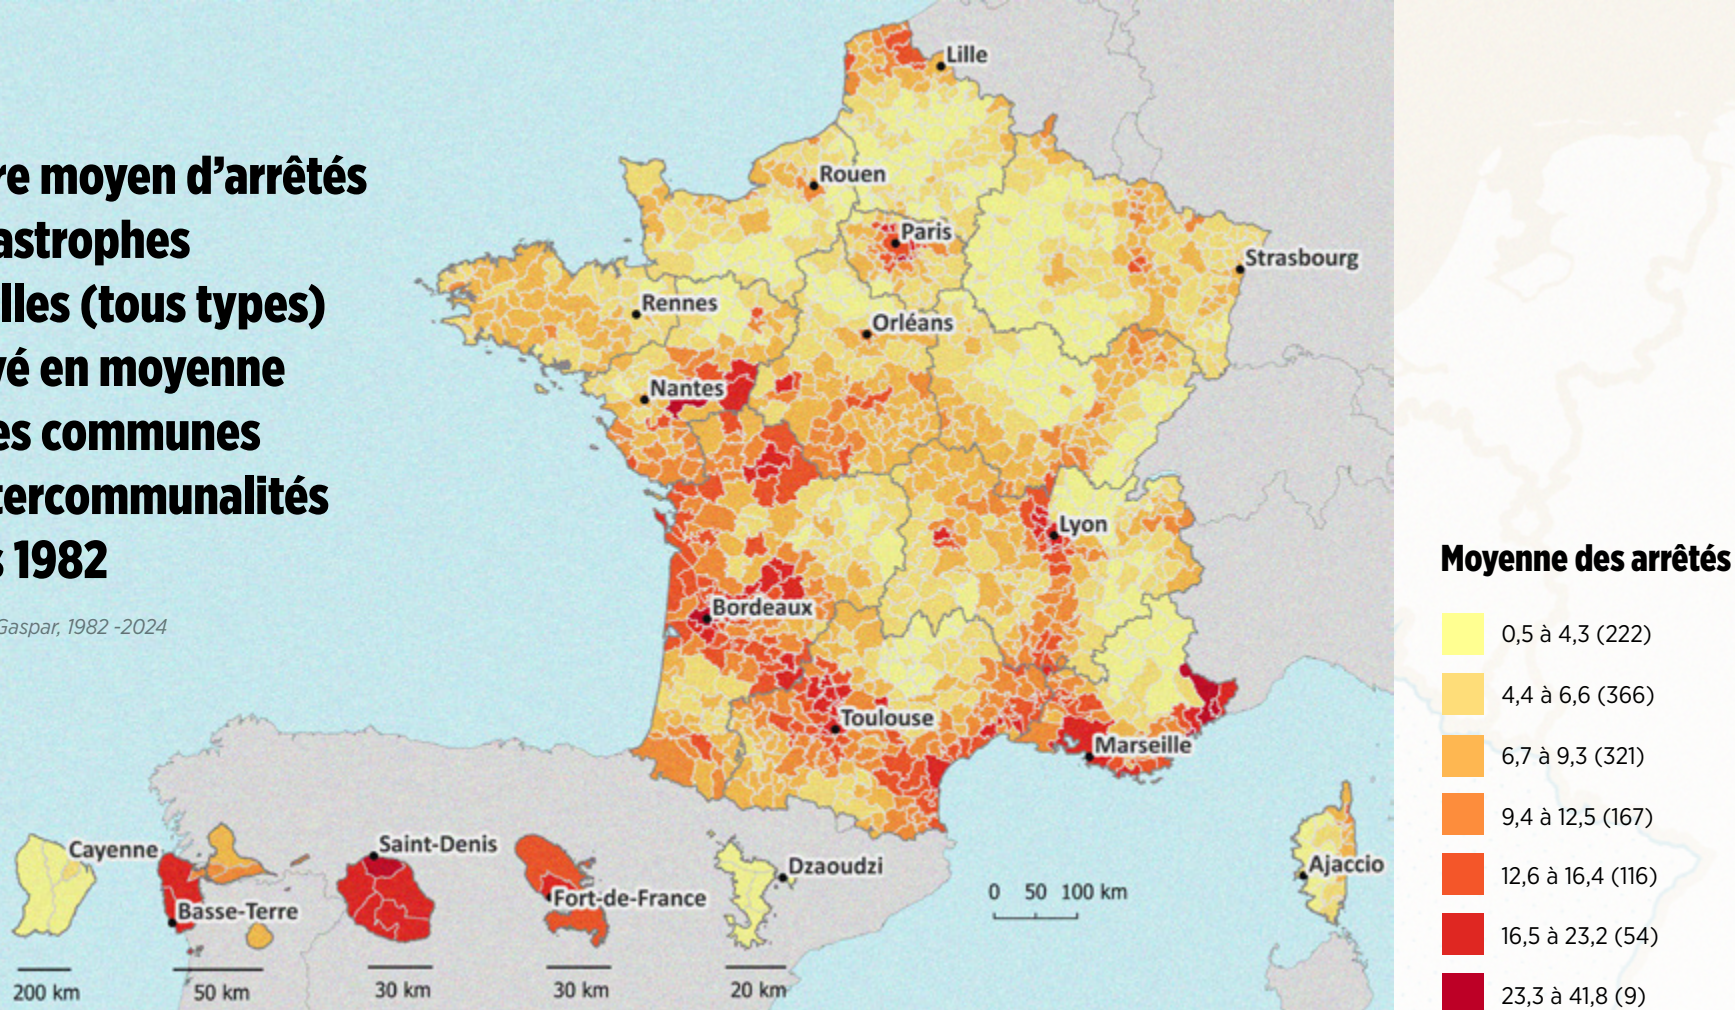 re moyen d’arrêtés
astrophes
lles (tous types)
vé en moyenne
es communes
tercommunalités
s 1982
Gaspar, 1982 -2024
Lille
Rouen
Paris
Strasbourg
Rennes
Orléans
Nantes
Lyon
Bordeaux
Toulouse
Marseille
Ajaccio
Cayenne
Basse-Terre
Saint-Denis
Fort-de-France
Dzaoudzi
200 km
50 km
30 km
30 km
20 km
0 50 100 km
Moyenne des arrêtés
0,5 à 4,3 (222)
4,4 à 6,6 (366)
6,7 à 9,3 (321)
9,4 à 12,5 (167)
12,6 à 16,4 (116)
16,5 à 23,2 (54)
23,3 à 41,8 (9)